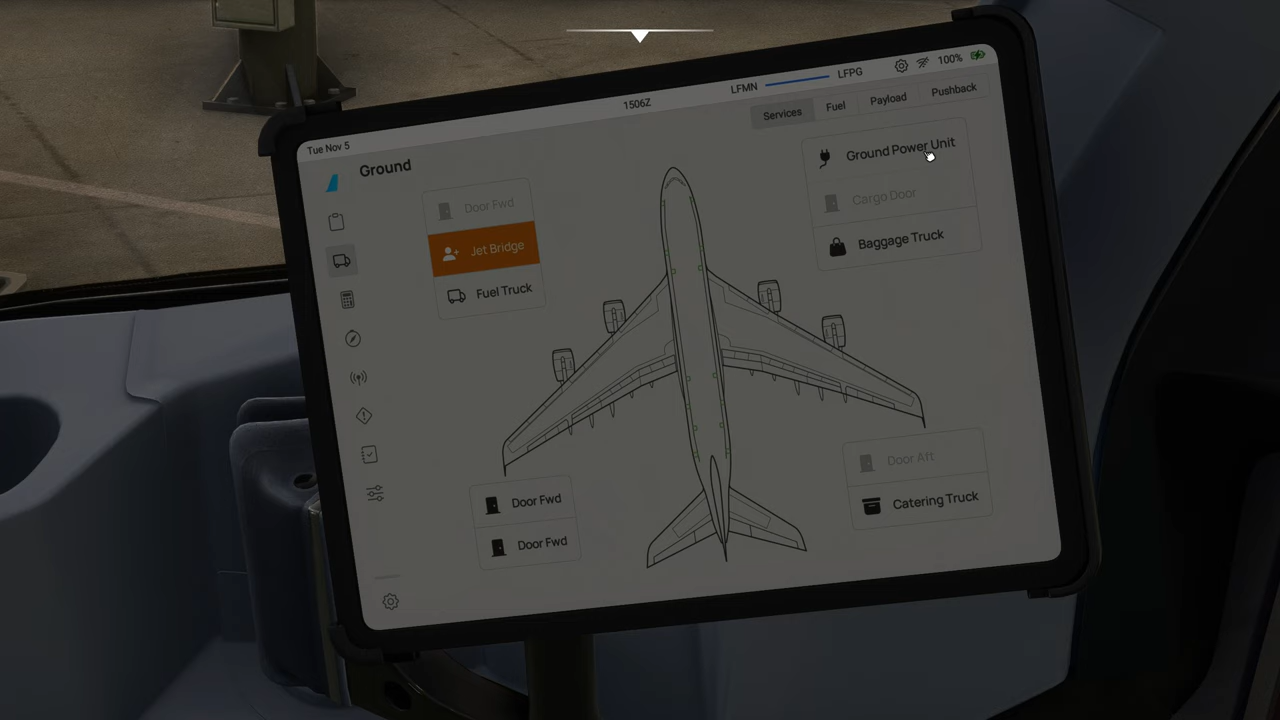 Tue Nov 5
1506Z
LFMN
LFPG
100%
Ground
Services
Fuel
Payload
Pushback
Door Fwd
Jet Bridge
Fuel Truck
Ground Power Unit
Cargo Door
Baggage Truck
Door Fwd
Door Fwd
Door Aft
Catering Truck